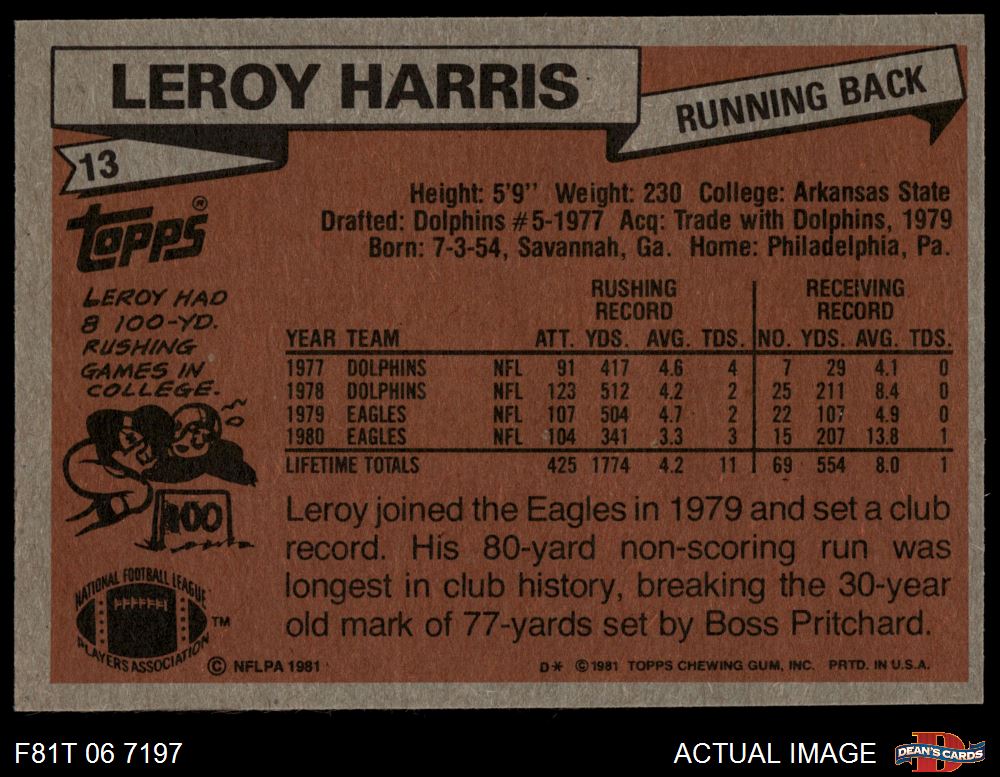 LEROY HARRIS
RUNNING BACK
13
TOPPS®
Height: 5'9'' Weight: 230 College: Arkansas State
Drafted: Dolphins #5-1977 Acq: Trade with Dolphins, 1979
Born: 7-3-54, Savannah, Ga. Home: Philadelphia, Pa.
LEROY HAD
8 100-YD.
RUSHING
GAMES IN
COLLEGE.
100
RUSHING RECEIVING
RECORD RECORD
YEAR TEAM ATT. YDS. AVG. TDS. NO. YDS. AVG. TDS.
1977 DOLPHINS NFL 91 417 4.6 4 7 29 4.1 0
1978 DOLPHINS NFL 123 512 4.2 2 25 211 8.4 0
1979 EAGLES NFL 107 504 4.7 2 22 107 4.9 0
1980 EAGLES NFL 104 341 3.3 3 15 207 13.8 1
LIFETIME TOTALS 425 1774 4.2 11 69 554 8.0 1
Leroy joined the Eagles in 1979 and set a club
record. His 80-yard non-scoring run was
longest in club history, breaking the 30-year
old mark of 77-yards set by Boss Pritchard.
NATIONAL FOOTBALL LEAGUE
PLAYERS ASSOCIATION
TM
© NFLPA 1981
D* © 1981 TOPPS CHEWING GUM, INC. PRTD. IN U.S.A.
F81T 06 7197
ACTUAL IMAGE
D
DEAN'S CARDS